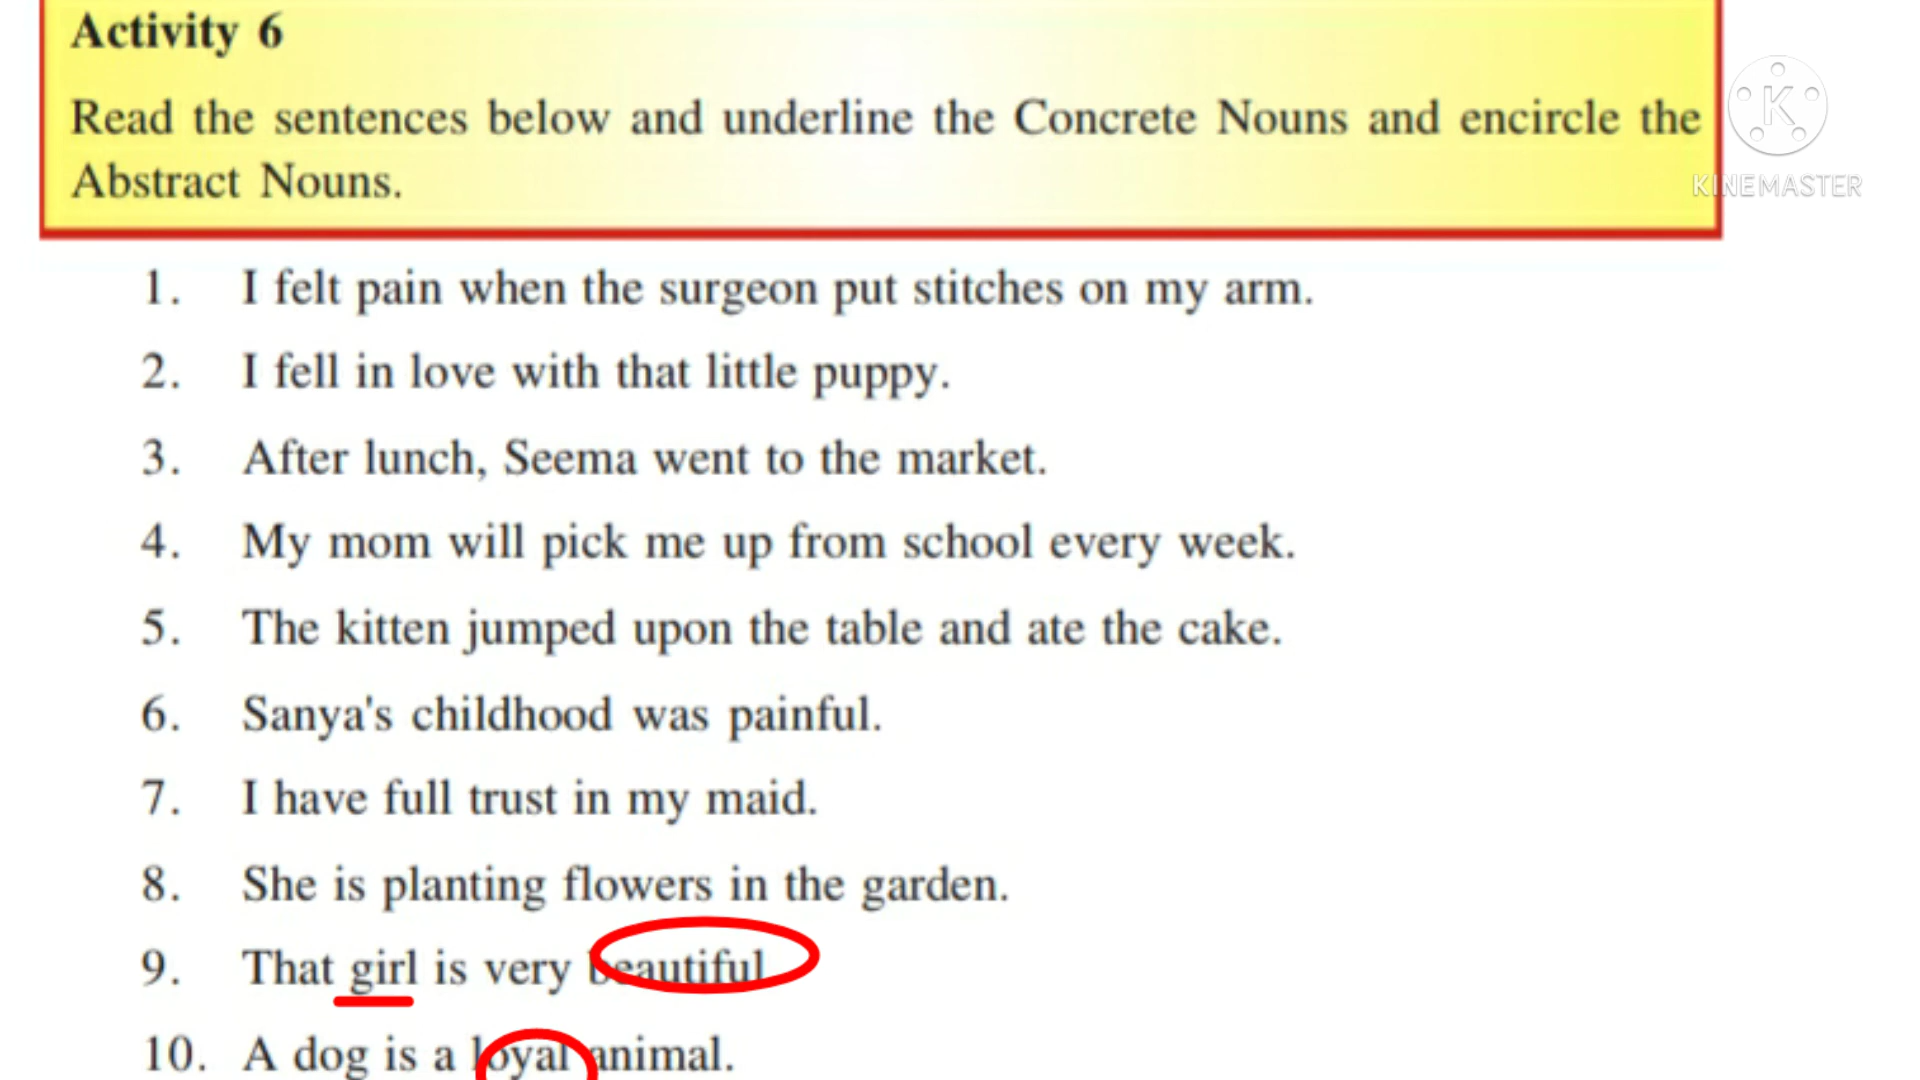 Activity 6
Read the sentences below and underline the Concrete Nouns and encircle the
Abstract Nouns.
K
KINEMASTER
1. I felt pain when the surgeon put stitches on my arm.
2. I fell in love with that little puppy.
3. After lunch, Seema went to the market.
4. My mom will pick me up from school every week.
5. The kitten jumped upon the table and ate the cake.
6. Sanya's childhood was painful.
7. I have full trust in my maid.
8. She is planting flowers in the garden.
9. That girl is very beautiful
10. A dog is a loyal animal.